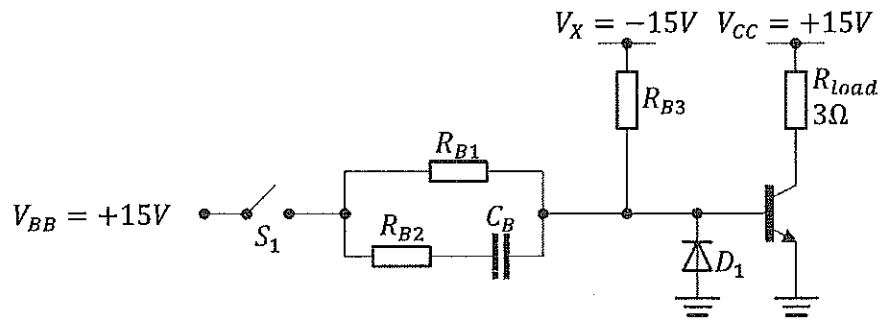 V_X = −15V V_CC = +15V
R_load
R_B3
3Ω
R_B1
V_BB = +15V
R_B2 C_B
S_1
D_1